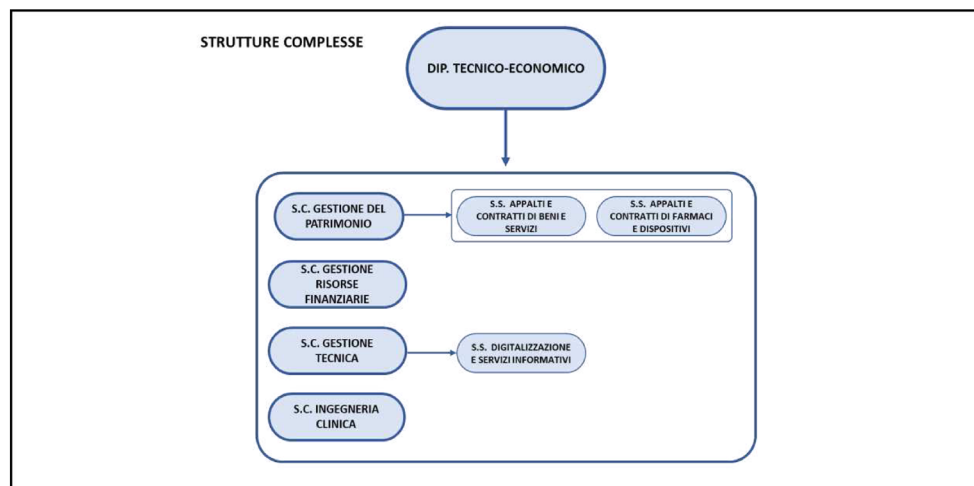 STRUTTURE COMPLESSE
DIP. TECNICO-ECONOMICO
S.C. GESTIONE DEL
PATRIMONIO
S.S. APPALTI E
CONTRATTI DI BENI E
SERVIZI
S.S. APPALTI E
CONTRATTI DI FARMACI
E DISPOSITIVI
S.C. GESTIONE
RISORSE
FINANZIARIE
S.C. GESTIONE
TECNICA
S.S. DIGITALIZZAZIONE
E SERVIZI INFORMATIVI
S.C. INGEGNERIA
CLINICA